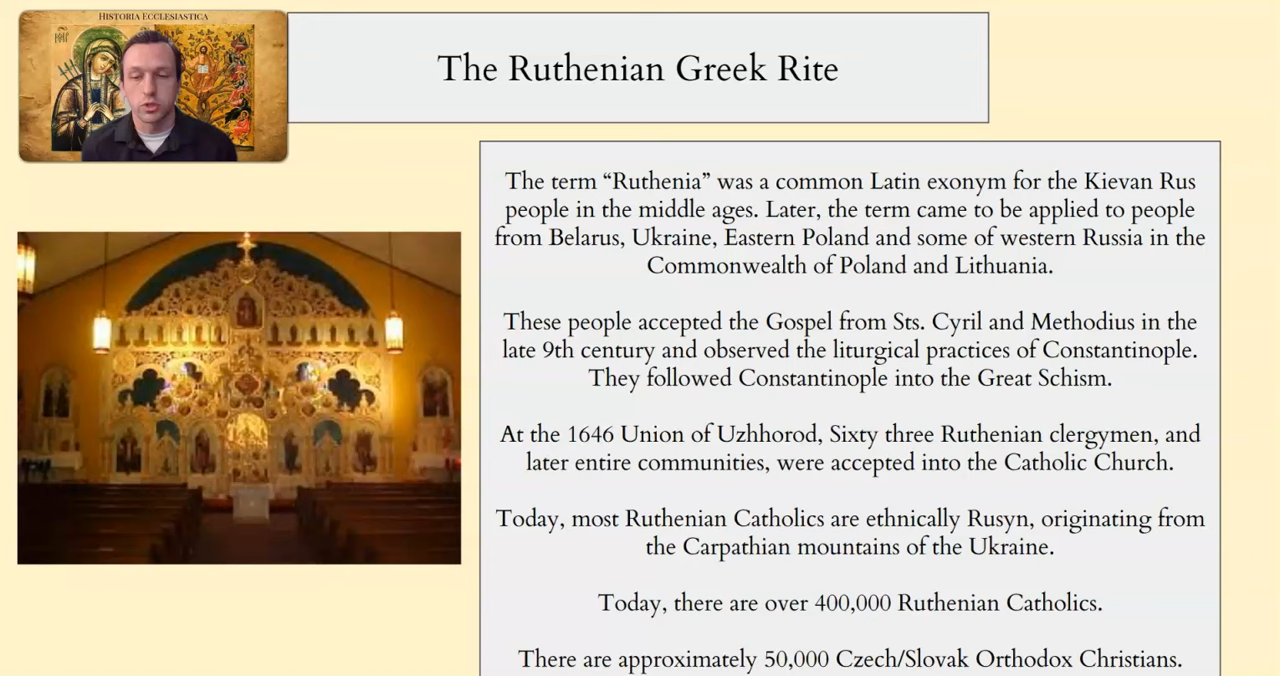 HISTORIA ECCLESIASTICA
The Ruthenian Greek Rite
The term “Ruthenia” was a common Latin exonym for the Kievan Rus
people in the middle ages. Later, the term came to be applied to people
from Belarus, Ukraine, Eastern Poland and some of western Russia in the
Commonwealth of Poland and Lithuania.
These people accepted the Gospel from Sts. Cyril and Methodius in the
late 9th century and observed the liturgical practices of Constantinople.
They followed Constantinople into the Great Schism.
At the 1646 Union of Uzhhorod, Sixty three Ruthenian clergymen, and
later entire communities, were accepted into the Catholic Church.
Today, most Ruthenian Catholics are ethnically Rusyn, originating from
the Carpathian mountains of the Ukraine.
Today, there are over 400,000 Ruthenian Catholics.
There are approximately 50,000 Czech/Slovak Orthodox Christians.